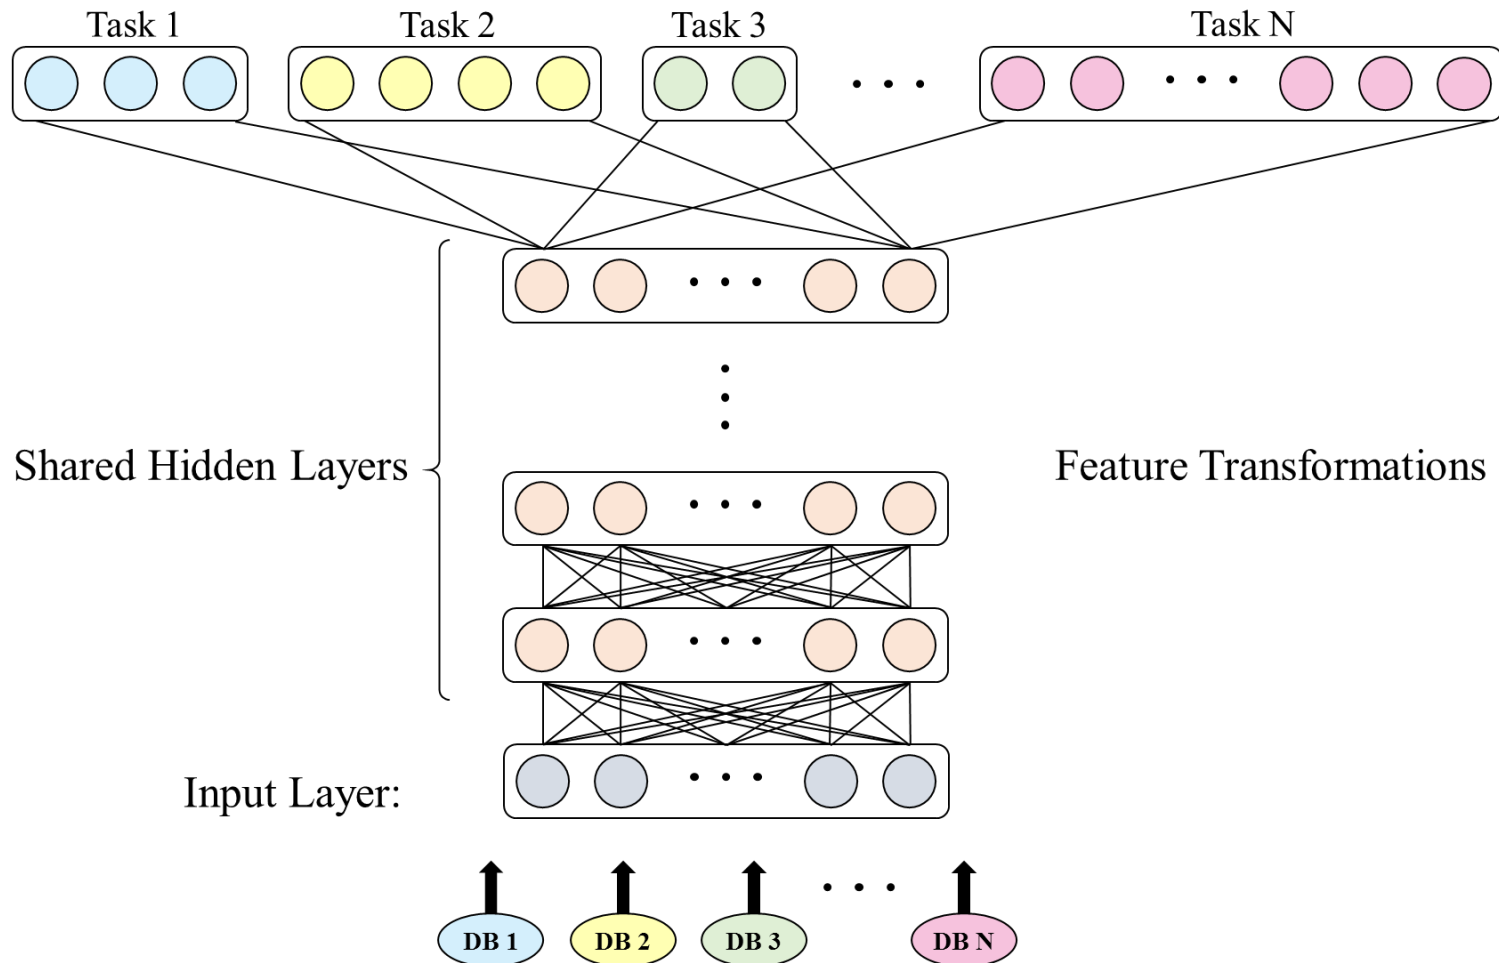 Task 1
Task 2
Task 3
Task N
Shared Hidden Layers
Feature Transformations
Input Layer:
DB 1
DB 2
DB 3
DB N